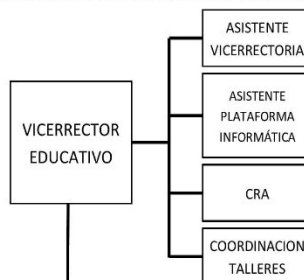 VICERRECTOR
EDUCATIVO
ASISTENTE
VICERRECTORIA
ASISTENTE
PLATAFORMA
INFORMÁTICA
CRA
COORDINACION
TALLERES